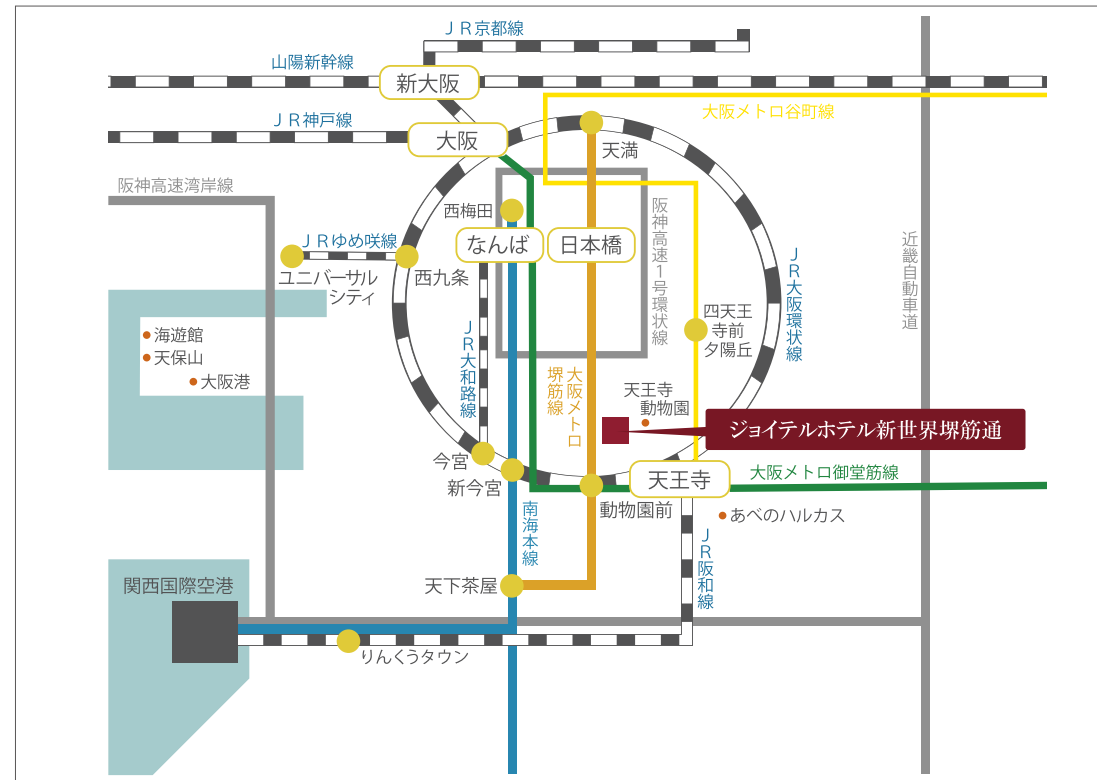 ＪＲ京都線
山陽新幹線
新大阪
大阪メトロ谷町線
ＪＲ神戸線
大阪
天満
阪神高速湾岸線
西梅田
阪神高速1号環状線
ＪＲゆめ咲線
なんば
日本橋
近畿自動車道
ＪＲ大阪環状線
ユニバーサル
シティ
西九条
四天王
寺前
夕陽丘
海遊館
天保山
大阪港
ＪＲ大和路線
大阪メトロ
堺筋線
天王寺
動物園
ジョイテルホテル新世界堺筋通
今宮
新今宮
天王寺
大阪メトロ御堂筋線
動物園前
あべのハルカス
南海本線
ＪＲ阪和線
関西国際空港
天下茶屋
りんくうタウン